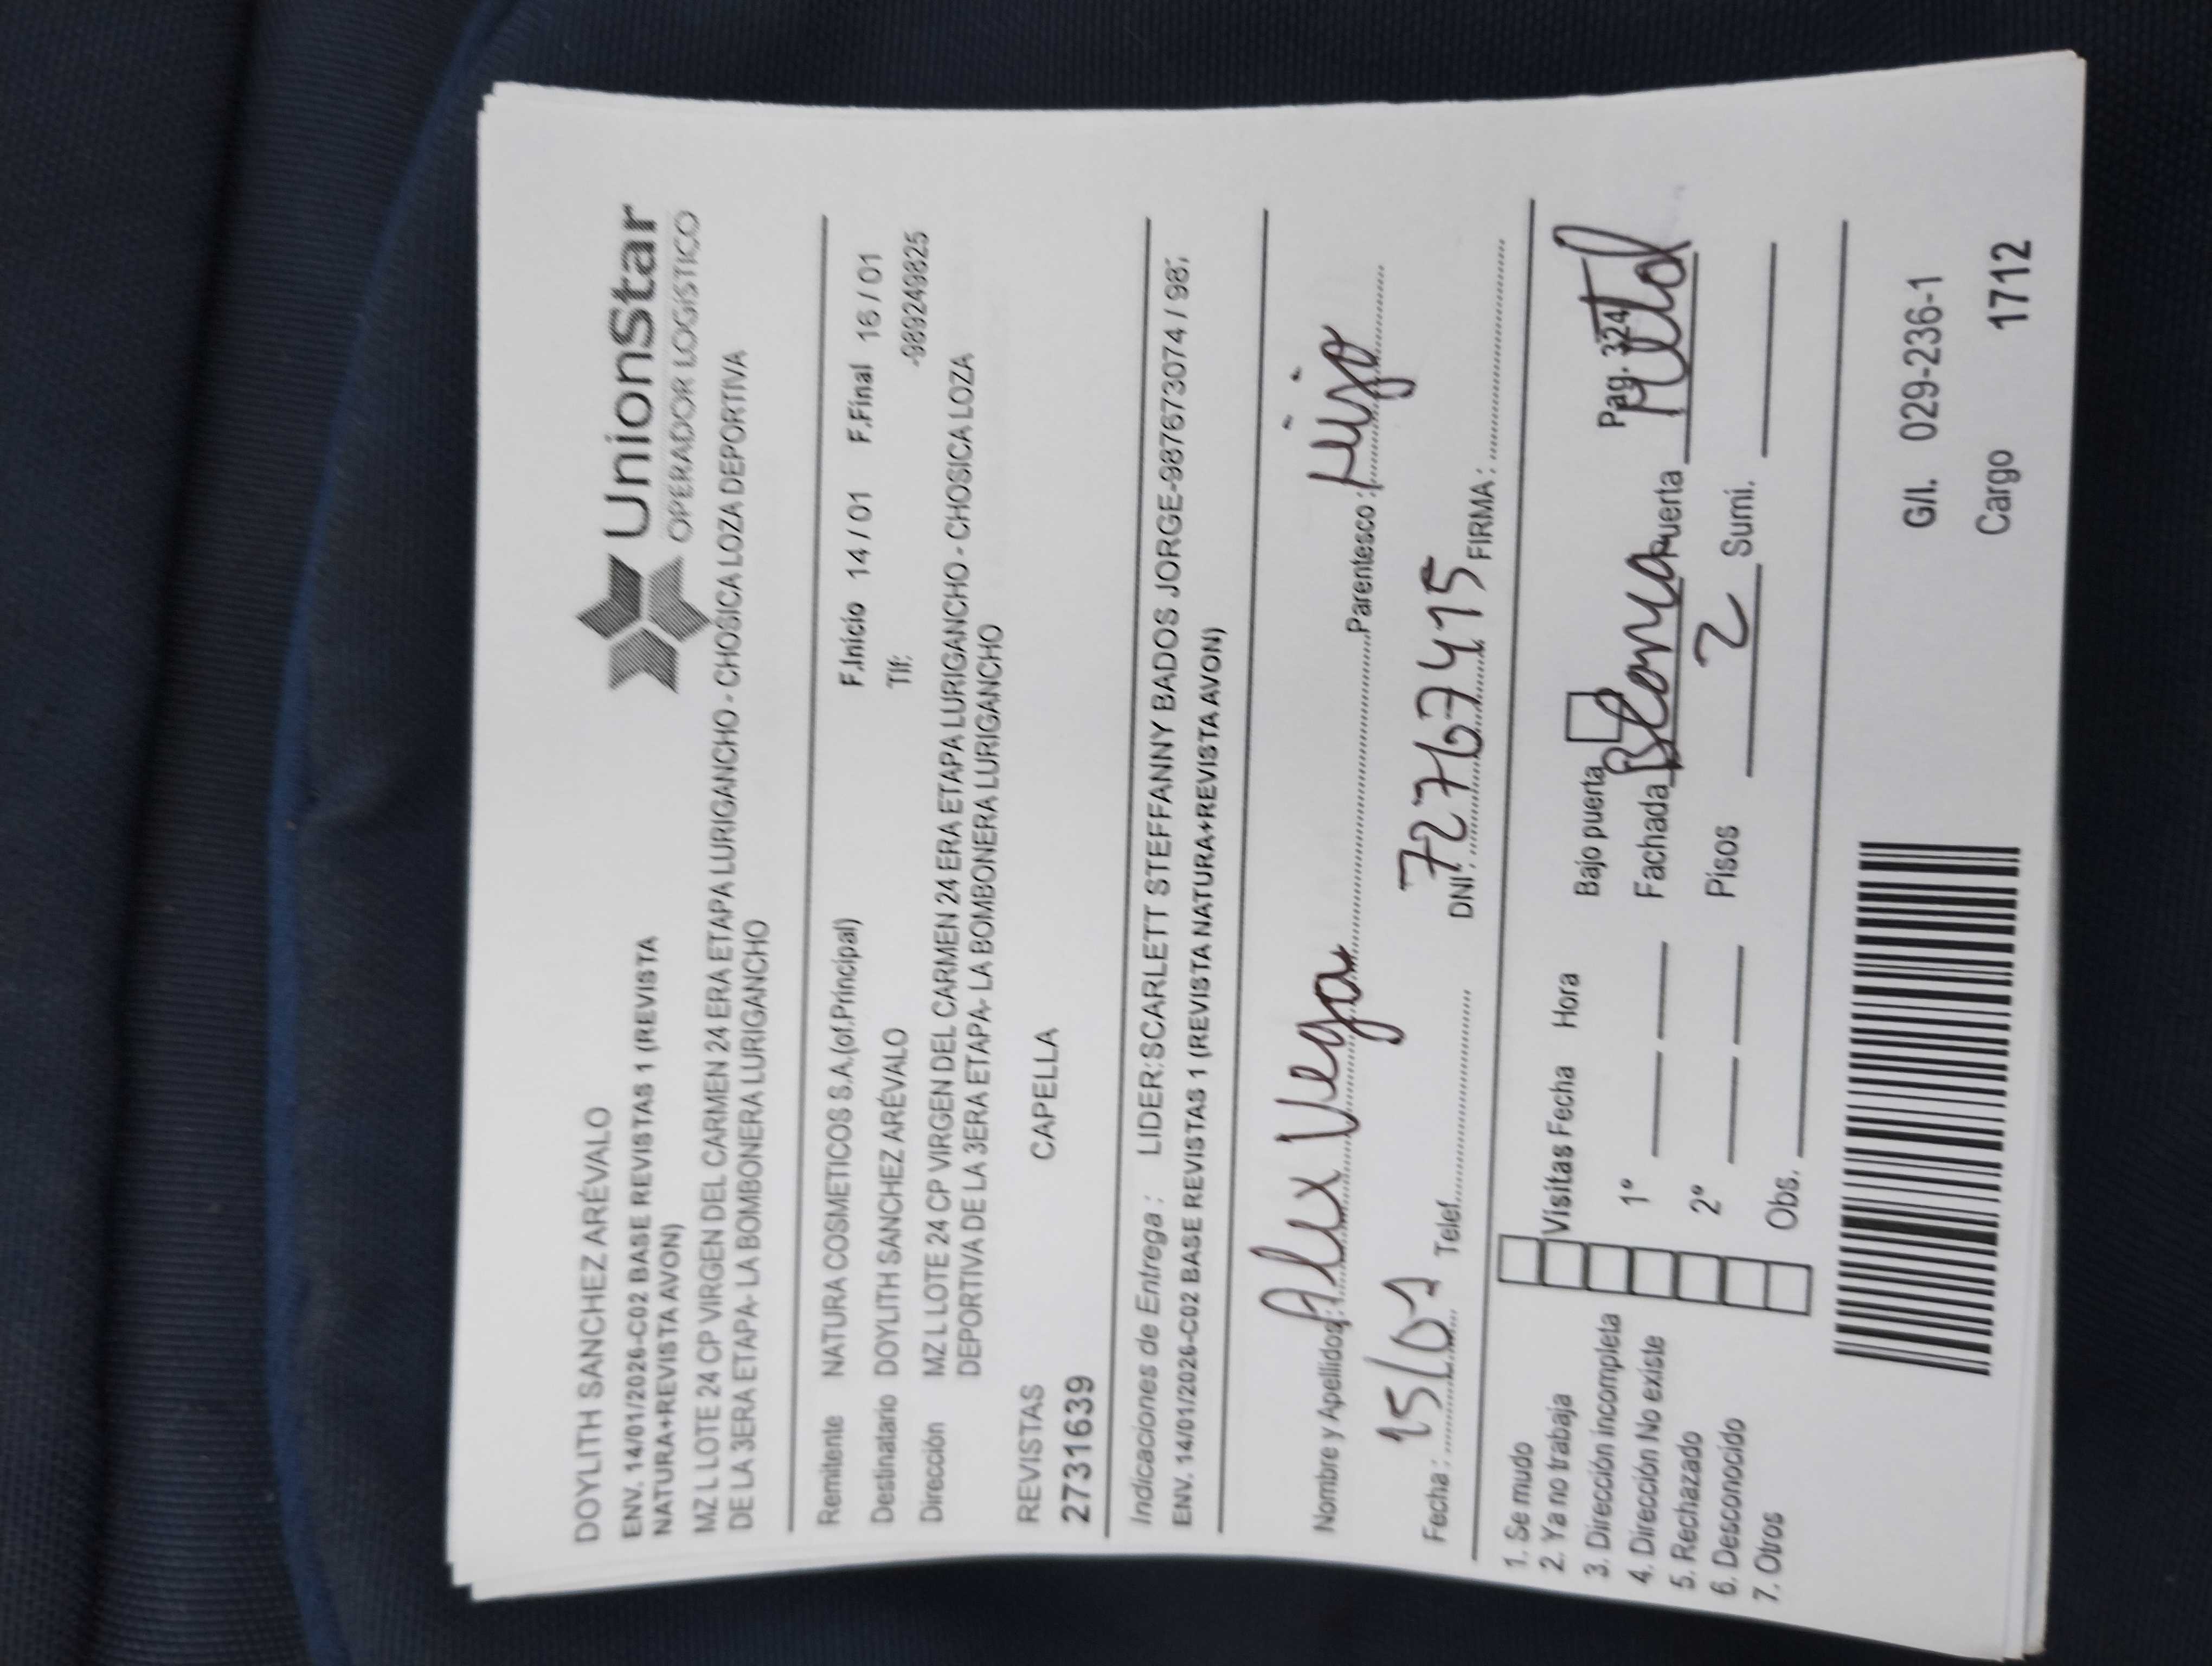 UnionStar
OPERADOR LOGÍSTICO
DOYLITH SANCHEZ ARÉVALO
ENV. 14/01/2026-C02 BASE REVISTAS 1 (REVISTA
NATURA+REVISTA AVON)
MZ L LOTE 24 CP VIRGEN DEL CARMEN 24 ERA ETAPA LURIGANCHO - CHOSICA LOZA DEPORTIVA
DE LA 3ERA ETAPA- LA BOMBONERA LURIGANCHO
Remitente NATURA COSMETICOS S.A.(of.Principal) F.Inicio 14 / 01 F.Final 16 / 01
Destinatario DOYLITH SANCHEZ ARÉVALO Tlf: -989249825
Dirección MZ L LOTE 24 CP VIRGEN DEL CARMEN 24 ERA ETAPA LURIGANCHO - CHOSICA LOZA
DEPORTIVA DE LA 3ERA ETAPA- LA BOMBONERA LURIGANCHO
REVISTAS CAPELLA
2731639
Indicaciones de Entrega : LIDER:SCARLETT STEFFANNY BADOS JORGE-987673074 / 987
ENV. 14/01/2026-C02 BASE REVISTAS 1 (REVISTA NATURA+REVISTA AVON)
Nombre y Apellidos: Alex Vega Parentesco : Hijo
Fecha : 15/01 Telef. DNI : 72767415 FIRMA :
1. Se mudo
2. Ya no trabaja
3. Dirección incompleta
4. Dirección No existe
5. Rechazado
6. Desconocido
7. Otros
Visitas Fecha Hora
1º
2º
Obs.
Bajo puerta Pag. 324
Fachada Blanca Puerta Metal
Pisos 2 Sumi.
G/I. 029-236-1
Cargo 1712